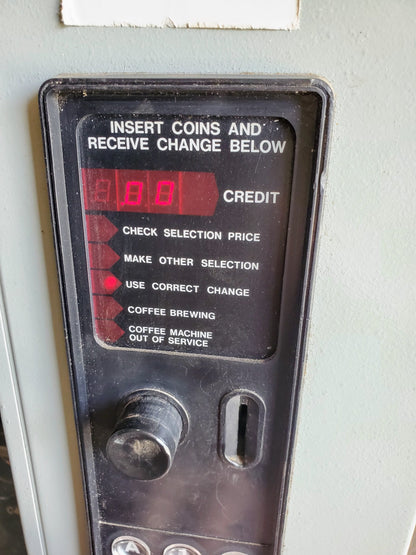 INSERT COINS AND
RECEIVE CHANGE BELOW
.00 CREDIT
CHECK SELECTION PRICE
MAKE OTHER SELECTION
USE CORRECT CHANGE
COFFEE BREWING
COFFEE MACHINE
OUT OF SERVICE